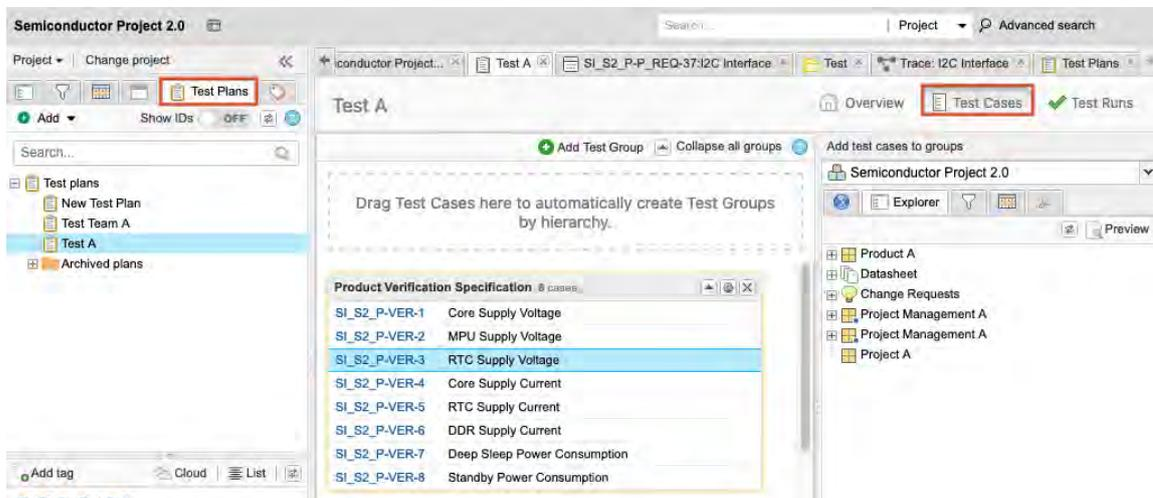 Semiconductor Project 2.0
Search... Project Advanced search
Project Change project
conductor Project... Test A SI_S2_P-P_REQ-37:I2C Interface Test Trace: I2C Interface Test Plans
Test Plans
Add Show IDs OFF
Test A
Overview Test Cases Test Runs
Search...
Add Test Group Collapse all groups
Add test cases to groups
Semiconductor Project 2.0
Test plans
New Test Plan
Test Team A
Test A
Archived plans
Drag Test Cases here to automatically create Test Groups
by hierarchy.
Explorer
Preview
Product A
Datasheet
Change Requests
Project Management A
Project Management A
Project A
Product Verification Specification 8 cases
SI_S2_P-VER-1 Core Supply Voltage
SI_S2_P-VER-2 MPU Supply Voltage
SI_S2_P-VER-3 RTC Supply Voltage
SI_S2_P-VER-4 Core Supply Current
SI_S2_P-VER-5 RTC Supply Current
SI_S2_P-VER-6 DDR Supply Current
SI_S2_P-VER-7 Deep Sleep Power Consumption
SI_S2_P-VER-8 Standby Power Consumption
Add tag Cloud List